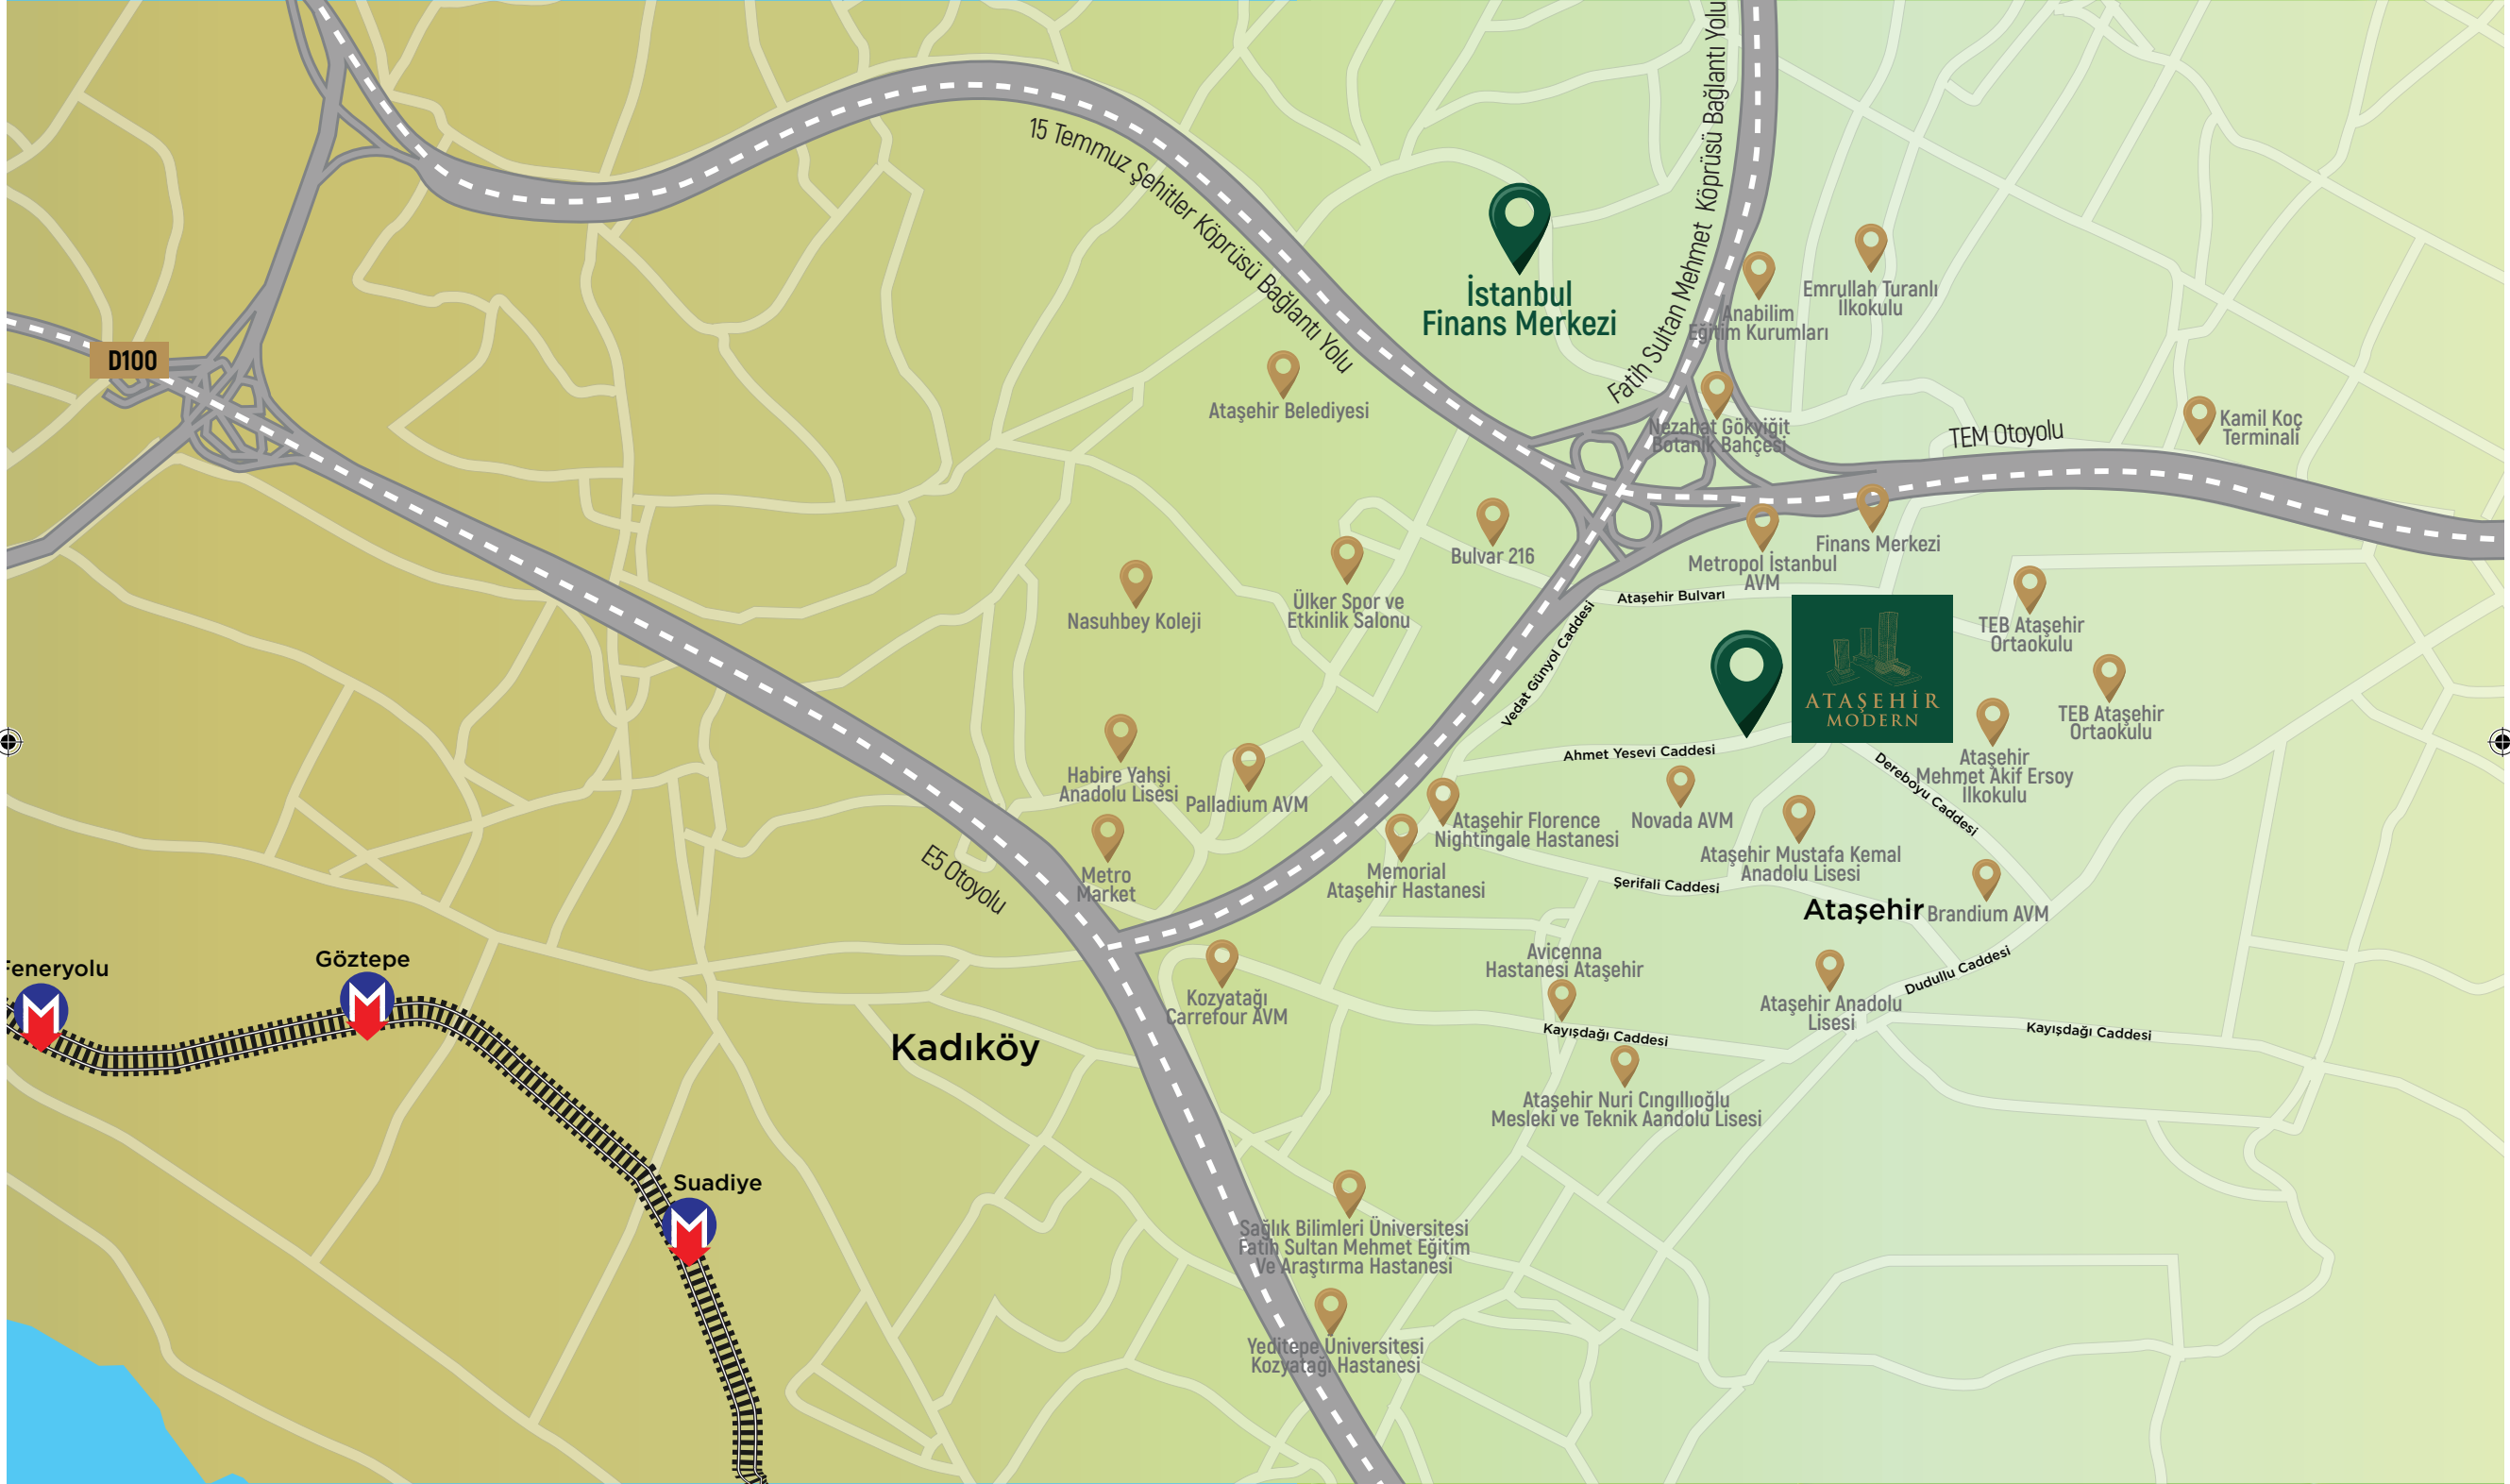 15 Temmuz Şehitler Köprüsü Bağlantı Yolu
Fatih Sultan Mehmet Köprüsü Bağlantı Yolu
İstanbul
Finans Merkezi
Anabilim
Eğitim Kurumları
Emrullah Turanlı
İlkokulu
D100
Ataşehir Belediyesi
Nezahat Gökyiğit
Botanik Bahçesi
TEM Otoyolu
Kamil Koç
Terminali
Bulvar 216
Metropol İstanbul
AVM
Finans Merkezi
Nasuhbey Koleji
Ülker Spor ve
Etkinlik Salonu
Ataşehir Bulvarı
Vedat Günyol Caddesi
TEB Ataşehir
Ortaokulu
ATAŞEHİR
MODERN
TEB Ataşehir
Ortaokulu
Ahmet Yesevi Caddesi
Dereboyu Caddesi
Ataşehir
Mehmet Akif Ersoy
İlkokulu
Habire Yahşi
Anadolu Lisesi
Palladium AVM
Ataşehir Florence
Nightingale Hastanesi
Novada AVM
Ataşehir Mustafa Kemal
Anadolu Lisesi
E5 Otoyolu
Metro
Market
Memorial
Ataşehir Hastanesi
Şerifali Caddesi
Ataşehir
Brandium AVM
Feneryolu
Göztepe
Kozyatağı
Carrefour AVM
Avicenna
Hastanesi Ataşehir
Ataşehir Anadolu
Lisesi
Dudullu Caddesi
Kadıköy
Kayışdağı Caddesi
Kayışdağı Caddesi
Ataşehir Nuri Cıngıllıoğlu
Mesleki ve Teknik Aandolu Lisesi
Suadiye
Sağlık Bilimleri Üniversitesi
Fatih Sultan Mehmet Eğitim
Ve Araştırma Hastanesi
Yeditepe Üniversitesi
Kozyatağı Hastanesi